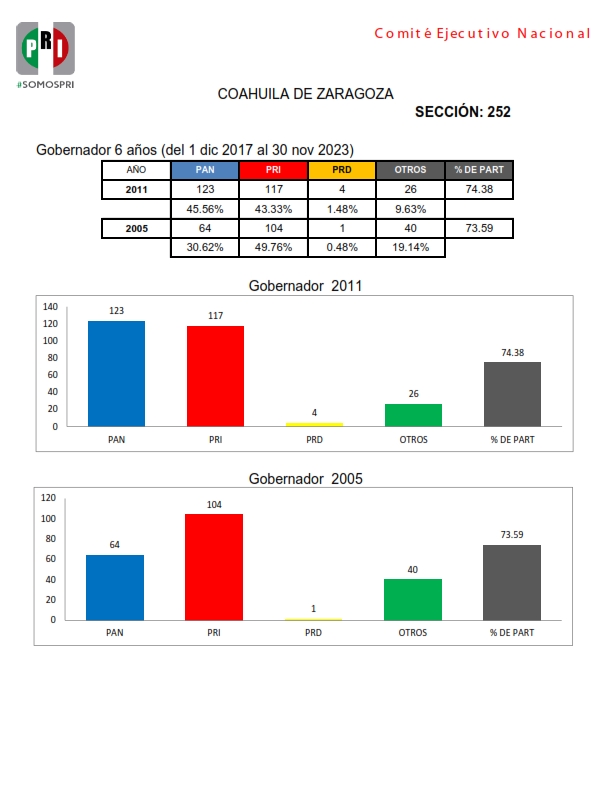 Comité Ejecutivo Nacional
PRI
#SOMOSPRI
COAHUILA DE ZARAGOZA
SECCIÓN: 252
Gobernador 6 años (del 1 dic 2017 al 30 nov 2023)
AÑO PAN PRI PRD OTROS % DE PART
2011 123 117 4 26 74.38
45.56% 43.33% 1.48% 9.63%
2005 64 104 1 40 73.59
30.62% 49.76% 0.48% 19.14%
Gobernador 2011
140
120
100
80
60
40
20
0
123
117
4
26
74.38
PAN PRI PRD OTROS % DE PART
Gobernador 2005
120
100
80
60
40
20
0
64
104
1
40
73.59
PAN PRI PRD OTROS % DE PART